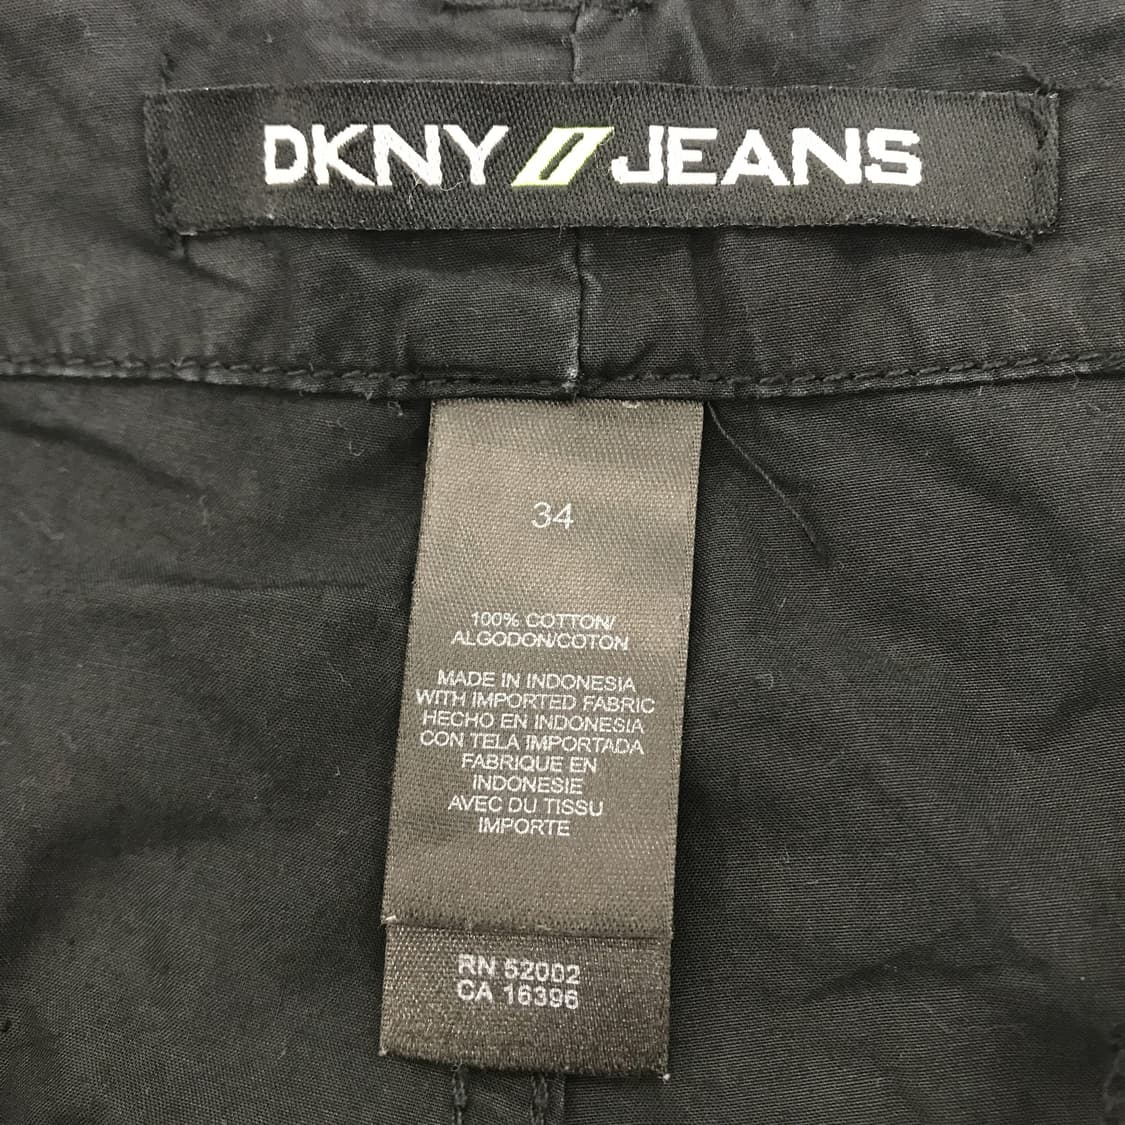 DKNY JEANS
34
100% COTTON/
ALGODON/COTON
MADE IN INDONESIA
WITH IMPORTED FABRIC
HECHO EN INDONESIA
CON TELA IMPORTADA
FABRIQUE EN
INDONESIE
AVEC DU TISSU
IMPORTE
RN 52002
CA 16396